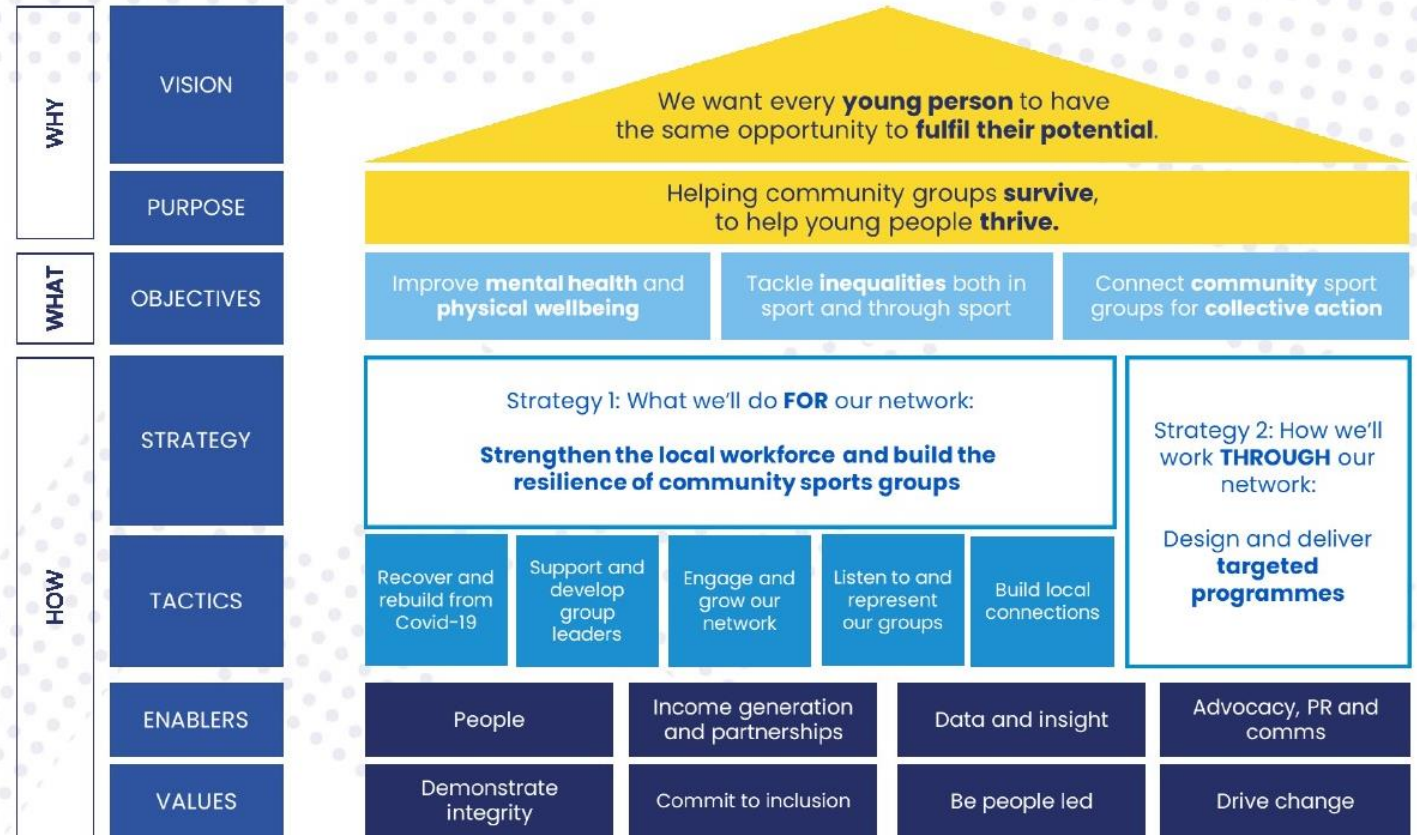 WHY
VISION
We want every young person to have
the same opportunity to fulfil their potential.
PURPOSE
Helping community groups survive,
to help young people thrive.
WHAT
OBJECTIVES
Improve mental health and
physical wellbeing
Tackle inequalities both in
sport and through sport
Connect community sport
groups for collective action
HOW
STRATEGY
Strategy 1: What we'll do FOR our network:
Strengthen the local workforce and build the
resilience of community sports groups
Strategy 2: How we'll
work THROUGH our
network:
Design and deliver
targeted
programmes
TACTICS
Recover and
rebuild from
Covid-19
Support and
develop
group
leaders
Engage and
grow our
network
Listen to and
represent
our groups
Build local
connections
ENABLERS
People
Income generation
and partnerships
Data and insight
Advocacy, PR and
comms
VALUES
Demonstrate
integrity
Commit to inclusion
Be people led
Drive change